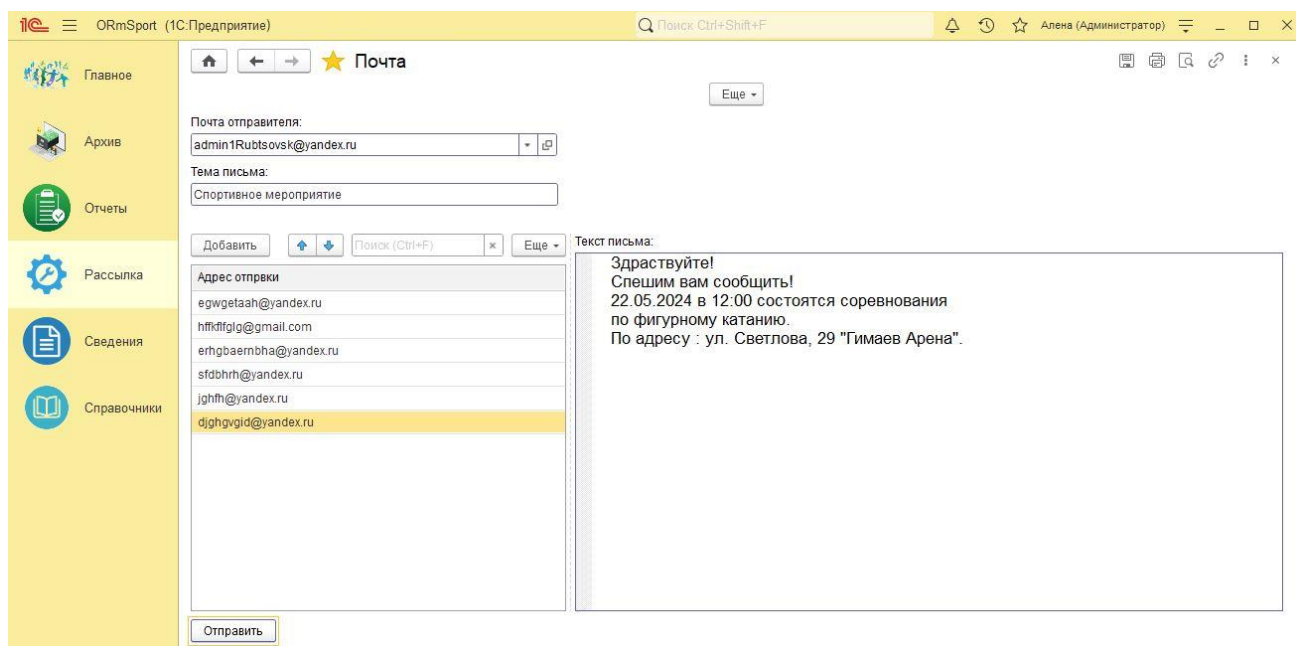 1С ORmSport (1С:Предприятие)
Поиск Ctrl+Shift+F
Алена (Администратор)
Главное
Архив
Отчеты
Рассылка
Сведения
Справочники
Почта
Еще
Почта отправителя:
admin1Rubtsovsk@yandex.ru
Тема письма:
Спортивное мероприятие
Добавить
Поиск (Ctrl+F)
Еще
Адрес отпрвки
egwgetaah@yandex.ru
hffkflfglg@gmail.com
erhgbaernbha@yandex.ru
sfdbhrh@yandex.ru
jghfh@yandex.ru
djghgvgid@yandex.ru
Текст письма:
Здраствуйте!
Спешим вам сообщить!
22.05.2024 в 12:00 состоятся соревнования
по фигурному катанию.
По адресу : ул. Светлова, 29 "Гимаев Арена".
Отправить